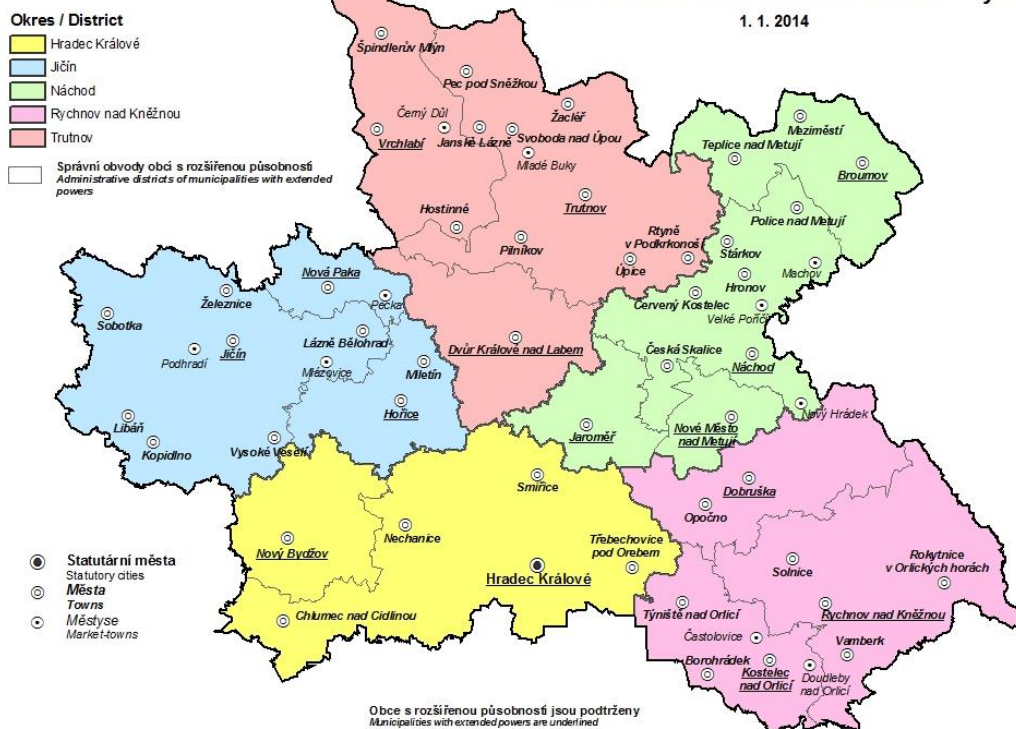 1. 1. 2014
Okres / District
Hradec Králové
Jičín
Náchod
Rychnov nad Kněžnou
Trutnov
Správní obvody obcí s rozšířenou působností
Administrative districts of municipalities with extended
powers
Špindlerův Mlýn
Pec pod Sněžkou
Žacléř
Černý Důl
Vrchlabí
Janské Lázně
Svoboda nad Úpou
Mladé Buky
Trutnov
Hostinné
Pilníkov
Rtyně
v Podkrkonoší
Úpice
Dvůr Králové nad Labem
Meziměstí
Teplice nad Metují
Broumov
Police nad Metují
Stárkov
Machov
Hronov
Červený Kostelec
Velké Poříčí
Česká Skalice
Náchod
Nový Hrádek
Jaroměř
Nové Město
nad Metují
Nová Paka
Železnice
Pecka
Sobotka
Lázně Bělohrad
Podhradí
Jičín
Mlázovice
Miletín
Hořice
Libáň
Kopidlno
Vysoké Veselí
Smiřice
Nový Bydžov
Nechanice
Třebechovice
pod Orebem
Hradec Králové
Chlumec nad Cidlinou
Dobruška
Opočno
Solnice
Rokytnice
v Orlických horách
Týniště nad Orlicí
Rychnov nad Kněžnou
Častolovice
Vamberk
Borohrádek
Kostelec
nad Orlicí
Doudleby
nad Orlicí
Statutární města
Statutory cities
Města
Towns
Městyse
Market-towns
Obce s rozšířenou působností jsou podtrženy
Municipalities with extended powers are underlined